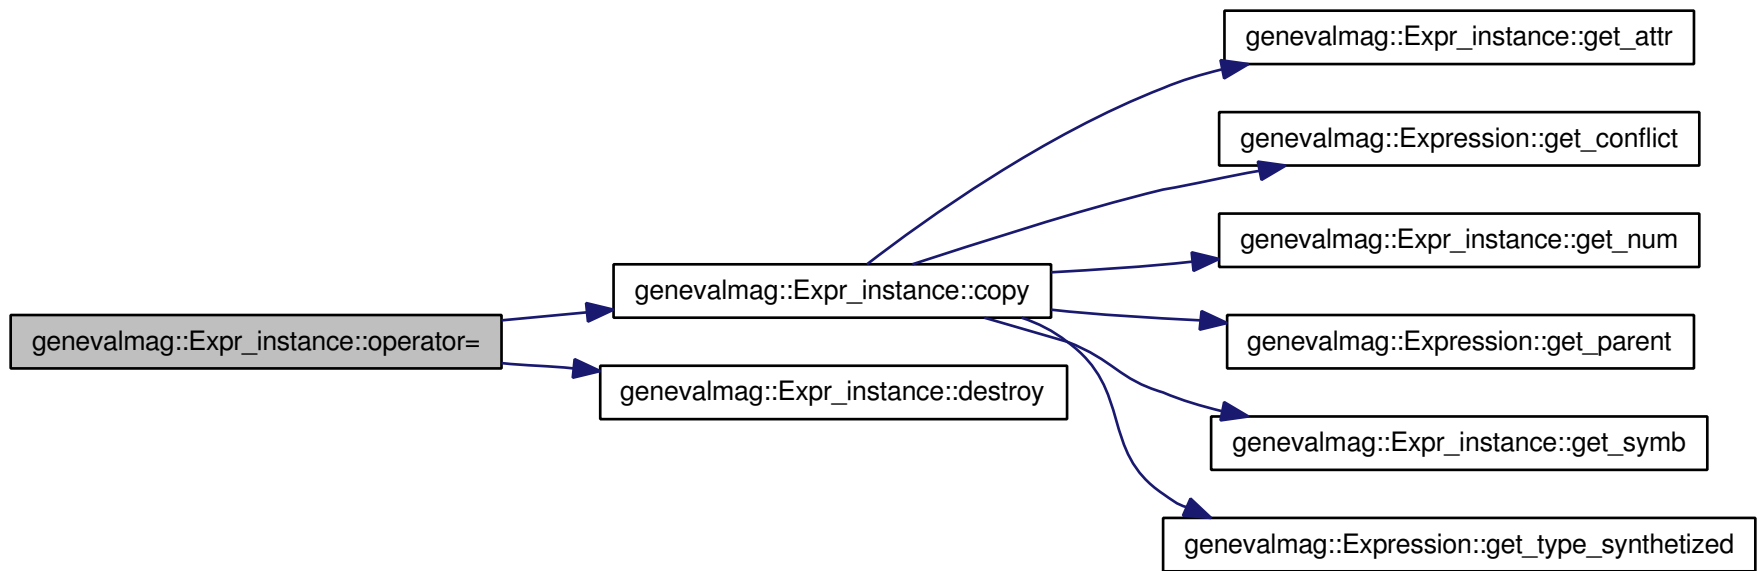 genevalmag::Expr_instance::get_attr
genevalmag::Expression::get_conflict
genevalmag::Expr_instance::get_num
genevalmag::Expr_instance::copy
genevalmag::Expression::get_parent
genevalmag::Expr_instance::operator=
genevalmag::Expr_instance::destroy
genevalmag::Expr_instance::get_symb
genevalmag::Expression::get_type_synthetized